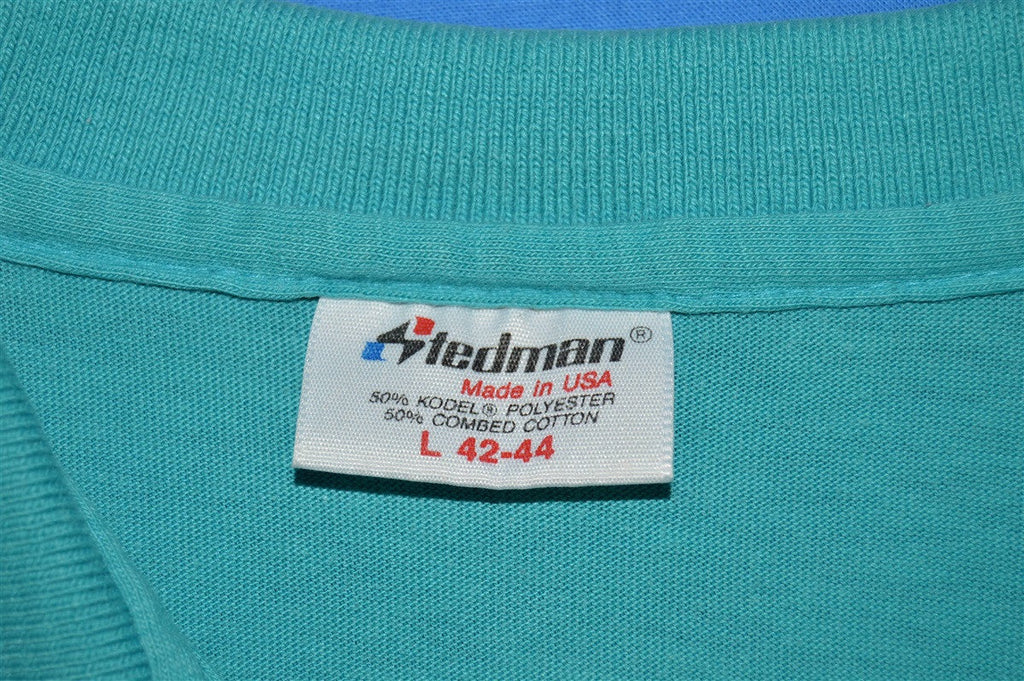 Stedman®
Made in USA
50% KODEL® POLYESTER
50% COMBED COTTON
L 42-44